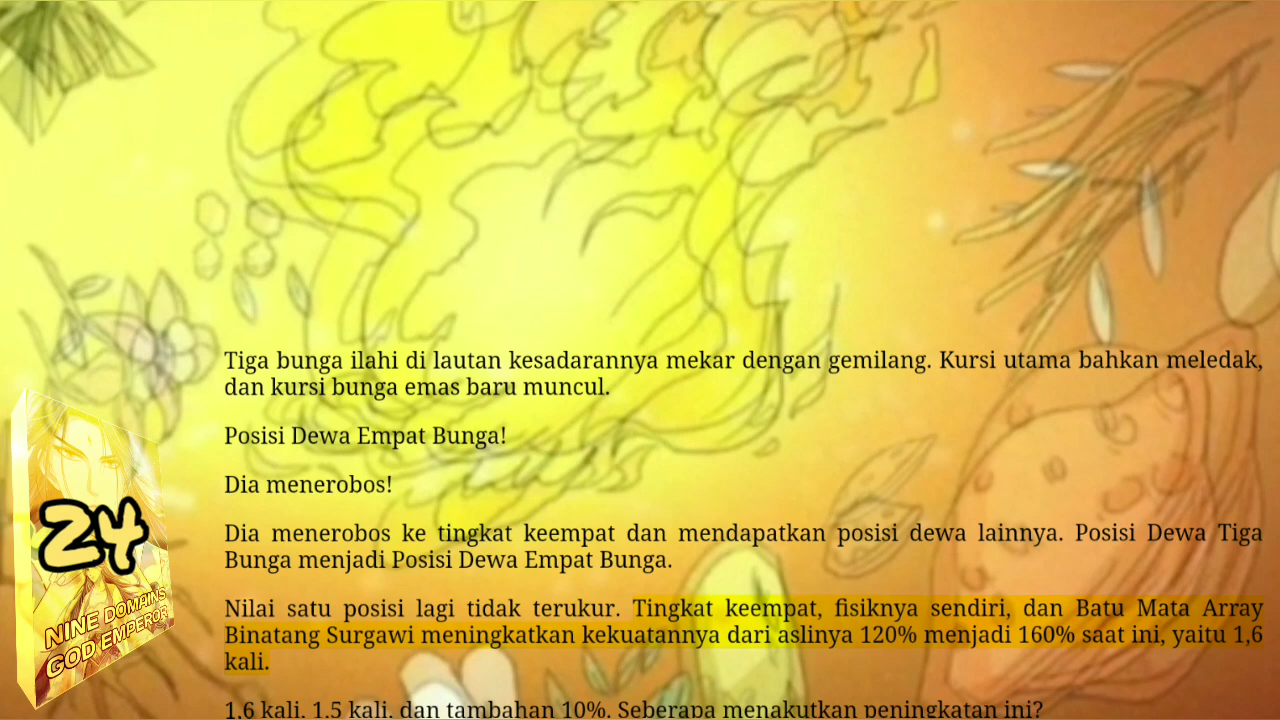 Tiga bunga ilahi di lautan kesadarannya mekar dengan gemilang. Kursi utama bahkan meledak,
dan kursi bunga emas baru muncul.
Posisi Dewa Empat Bunga!
Dia menerobos!
Dia menerobos ke tingkat keempat dan mendapatkan posisi dewa lainnya. Posisi Dewa Tiga
Bunga menjadi Posisi Dewa Empat Bunga.
Nilai satu posisi lagi tidak terukur. Tingkat keempat, fisiknya sendiri, dan Batu Mata Array
Binatang Surgawi meningkatkan kekuatannya dari aslinya 120% menjadi 160% saat ini, yaitu 1,6
kali.
1,6 kali, 1,5 kali, dan tambahan 10%. Seberapa menakutkan peningkatan ini?
24
NINE DOMAINS
GOD EMPEROR